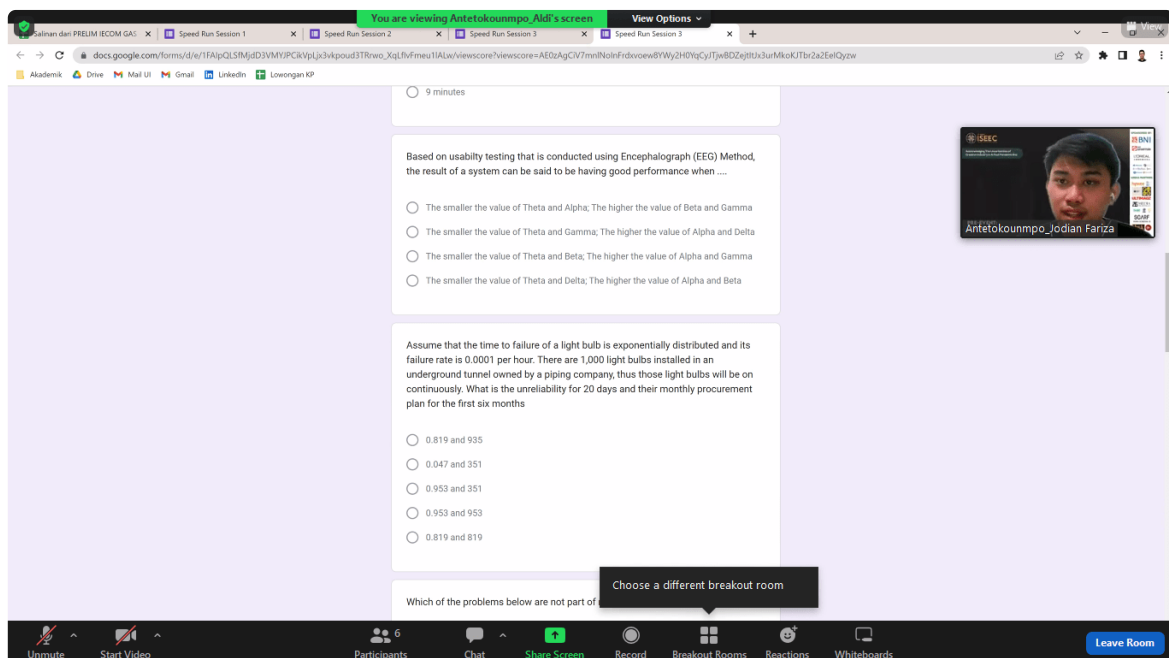 You are viewing Antetokounmpo_Aldi's screen
View Options
View
Salinan dari PRELIM IECOM GAS
Speed Run Session 1
Speed Run Session 2
Speed Run Session 3
Speed Run Session 3
Akademik
Drive
Mail UI
Gmail
LinkedIn
Lowongan KP
9 minutes
Based on usabilty testing that is conducted using Encephalograph (EEG) Method,
the result of a system can be said to be having good performance when ....
The smaller the value of Theta and Alpha; The higher the value of Beta and Gamma
The smaller the value of Theta and Gamma; The higher the value of Alpha and Delta
The smaller the value of Theta and Beta; The higher the value of Alpha and Gamma
The smaller the value of Theta and Delta; The higher the value of Alpha and Beta
ISEEC
BNI
SCARF
Antetokounmpo_Jodian Fariza
Assume that the time to failure of a light bulb is exponentially distributed and its
failure rate is 0.0001 per hour. There are 1,000 light bulbs installed in an
underground tunnel owned by a piping company, thus those light bulbs will be on
continuously. What is the unreliability for 20 days and their monthly procurement
plan for the first six months
0.819 and 935
0.047 and 351
0.953 and 351
0.953 and 953
0.819 and 819
Choose a different breakout room
Which of the problems below are not part of
Unmute
Start Video
6
Participants
Chat
Share Screen
Record
Breakout Rooms
Reactions
Whiteboards
Leave Room